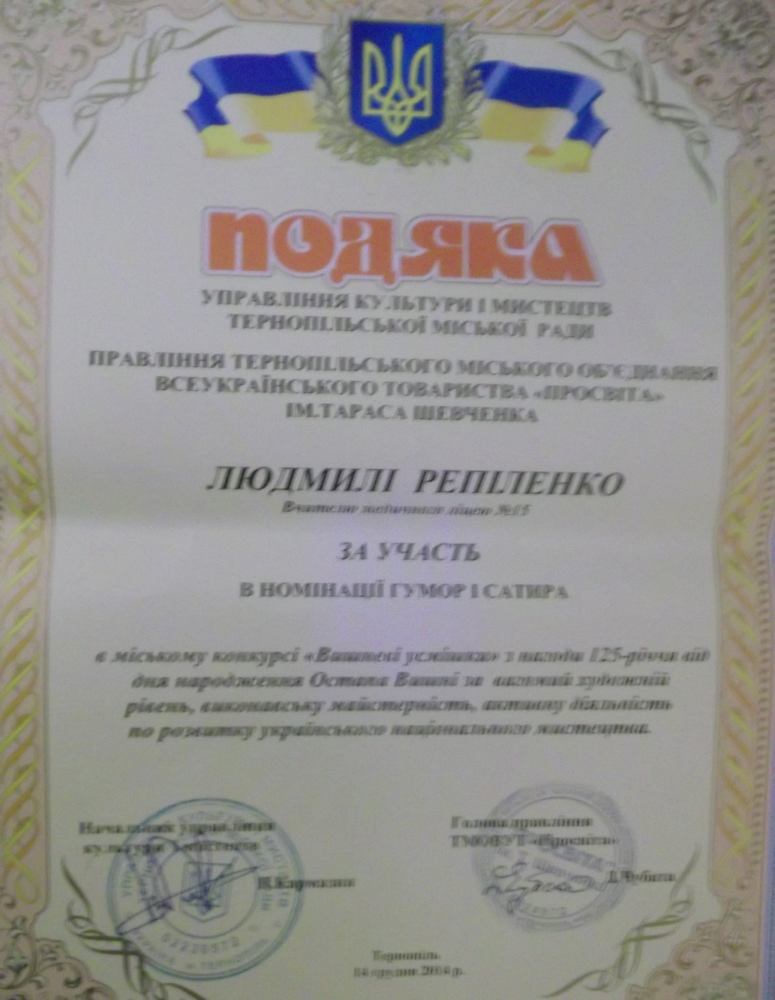 ПОДЯКА
УПРАВЛІННЯ КУЛЬТУРИ І МИСТЕЦТВ
ТЕРНОПІЛЬСЬКОЇ МІСЬКОЇ РАДИ
ПРАВЛІННЯ ТЕРНОПІЛЬСЬКОГО МІСЬКОГО ОБ'ЄДНАННЯ
ВСЕУКРАЇНСЬКОГО ТОВАРИСТВА «ПРОСВІТА»
ІМ.ТАРАСА ШЕВЧЕНКА
ЛЮДМИЛІ РЕПІЛЕНКО
Вчителю медичного ліцею №15
ЗА УЧАСТЬ
В НОМІНАЦІЇ ГУМОР І САТИРА
в міському конкурсі «Вишневі усмішки» з нагоди 125-річчя від
дня народження Остапа Вишні за художній
рівень, виконавську майстерність, активну діяльність
по розвитку українського національного мистецтва.
Начальник управління
культури і мистецтв
Голова правління
ТМОВУТ «Просвіта»
Д.Чубата
02220572
Тернопіль
14 грудня 2014 р.